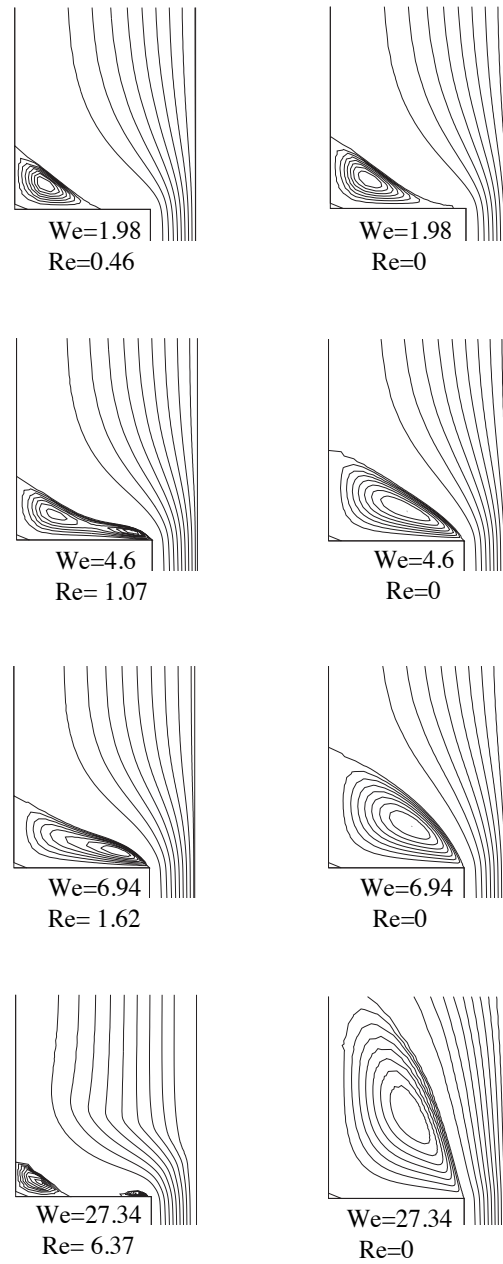 We=1.98
Re=0.46
We=1.98
Re=0
We=4.6
Re= 1.07
We=4.6
Re=0
We=6.94
Re= 1.62
We=6.94
Re=0
We=27.34
Re= 6.37
We=27.34
Re=0